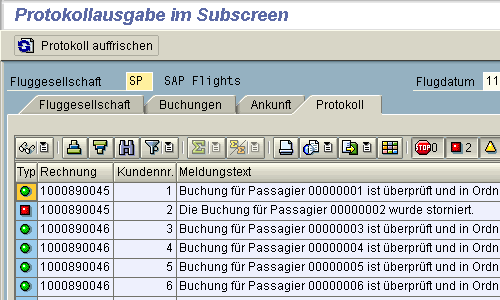 Protokollausgabe im Subscreen
Protokoll auffrischen
Fluggesellschaft SP SAP Flights Flugdatum 11
Fluggesellschaft Buchungen Ankunft Protokoll
STOP 0 2
Typ Rechnung Kundennr. Meldungstext
1000890045 1 Buchung für Passagier 00000001 ist überprüft und in Ordn
1000890045 2 Die Buchung für Passagier 00000002 wurde storniert.
1000890046 3 Buchung für Passagier 00000003 ist überprüft und in Ordn
1000890046 4 Buchung für Passagier 00000004 ist überprüft und in Ordn
1000890046 5 Buchung für Passagier 00000005 ist überprüft und in Ordn
1000890046 6 Buchung für Passagier 00000006 ist überprüft und in Ordn